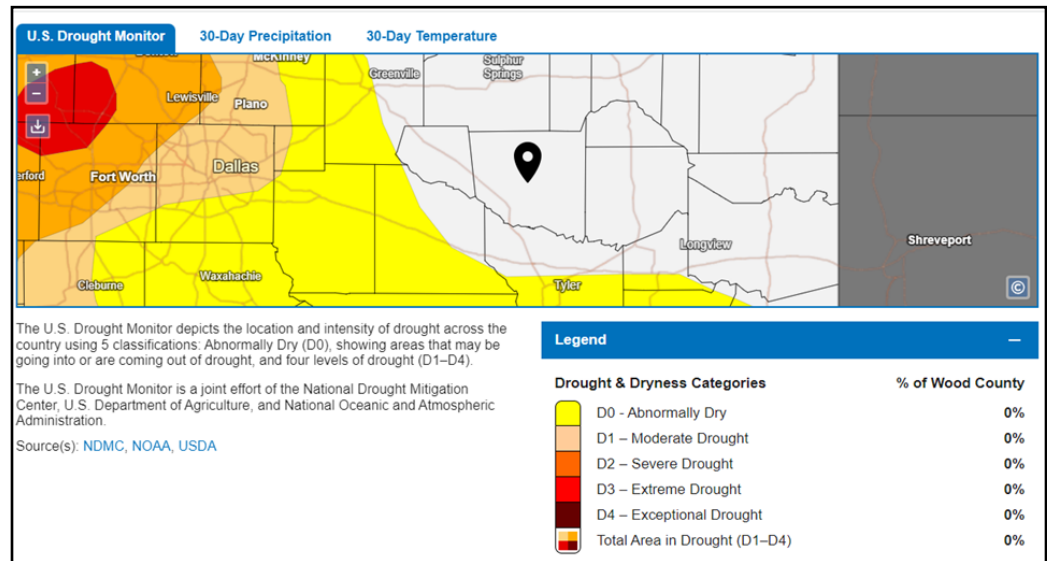 U.S. Drought Monitor
30-Day Precipitation
30-Day Temperature
+
McKinney
Sulphur
Springs
Greenville
−
Lewisville
Plano
Dallas
Fort Worth
erford
Longview
Shreveport
Waxahachie
Cleburne
Tyler
©
The U.S. Drought Monitor depicts the location and intensity of drought across the
country using 5 classifications: Abnormally Dry (D0), showing areas that may be
going into or are coming out of drought, and four levels of drought (D1–D4).
The U.S. Drought Monitor is a joint effort of the National Drought Mitigation
Center, U.S. Department of Agriculture, and National Oceanic and Atmospheric
Administration.
Source(s): NDMC, NOAA, USDA
Legend −
Drought & Dryness Categories % of Wood County
D0 - Abnormally Dry 0%
D1 – Moderate Drought 0%
D2 – Severe Drought 0%
D3 – Extreme Drought 0%
D4 – Exceptional Drought 0%
Total Area in Drought (D1–D4) 0%